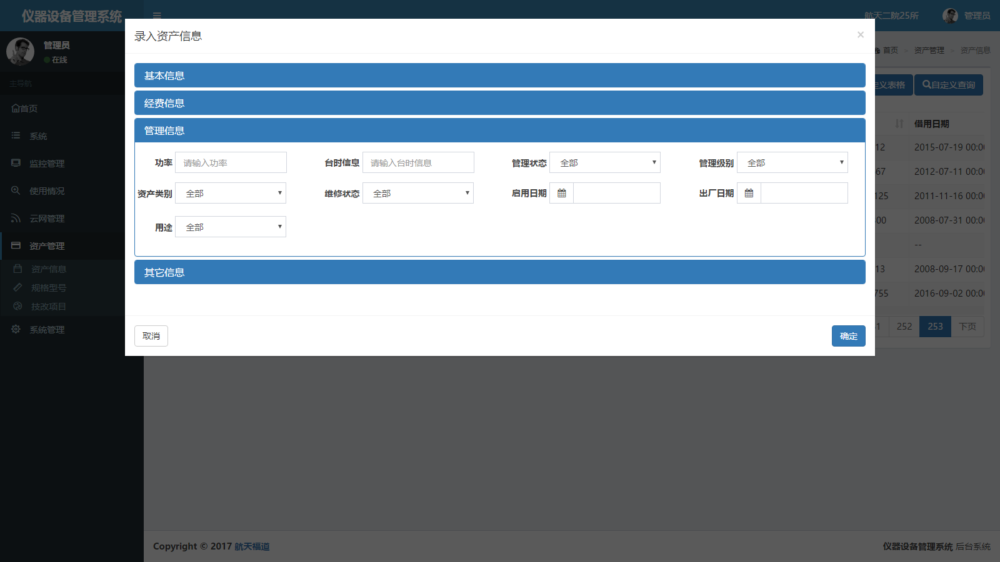 仪器设备管理系统
航天二院25所
管理员
管理员
在线
主导航
首页
系统
监控管理
使用情况
云网管理
资产管理
资产信息
规格型号
技改项目
系统管理
首页 > 资产管理 > 资产信息
定义表格
自定义查询
借用日期
12 2015-07-19 00:0
67 2012-07-11 00:0
125 2011-11-16 00:0
00 2008-07-31 00:0
--
13 2008-09-17 00:0
755 2016-09-02 00:0
1 252 253 下页
录入资产信息
×
基本信息
经费信息
管理信息
功率 请输入功率 台时信息 请输入台时信息 管理状态 全部 管理级别 全部
资产类别 全部 维修状态 全部 启用日期 出厂日期
用途 全部
其它信息
取消 确定
Copyright © 2017 航天福道
仪器设备管理系统 后台系统